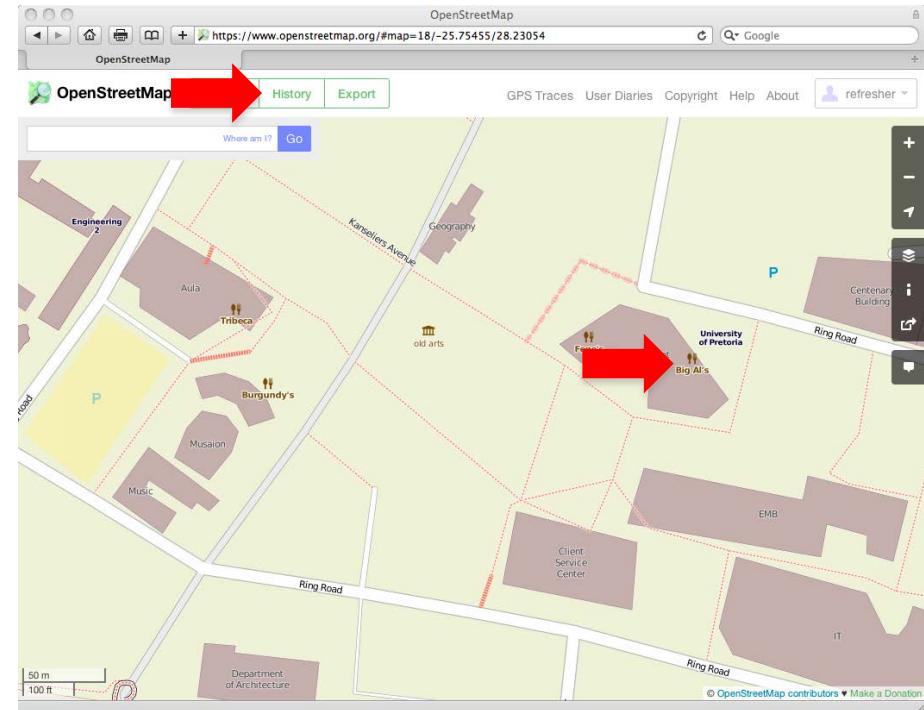 OpenStreetMap
https://www.openstreetmap.org/#map=18/-25.75455/28.23054
Google
OpenStreetMap
OpenStreetMap
History
Export
GPS Traces
User Diaries
Copyright
Help
About
refresher
Where am I?
Go
Engineering
2
Kanseliers Avenue
Geography
Aula
Tribeca
old arts
P
Centenary
Building
Ring Road
University
of Pretoria
Big Al's
P
Burgundy's
Road
Musaion
Music
EMB
Client
Service
Center
Ring Road
IT
Ring Road
Department
of Architecture
50 m
100 ft
© OpenStreetMap contributors ♥ Make a Donation